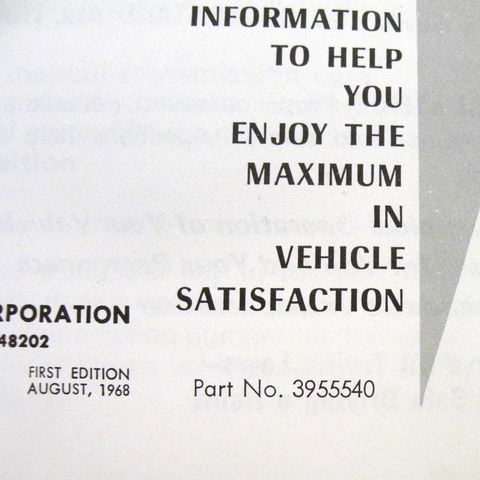 INFORMATION
TO HELP
YOU
ENJOY THE
MAXIMUM
IN
VEHICLE
SATISFACTION
RPORATION
48202
FIRST EDITION
AUGUST, 1968
Part No. 3955540